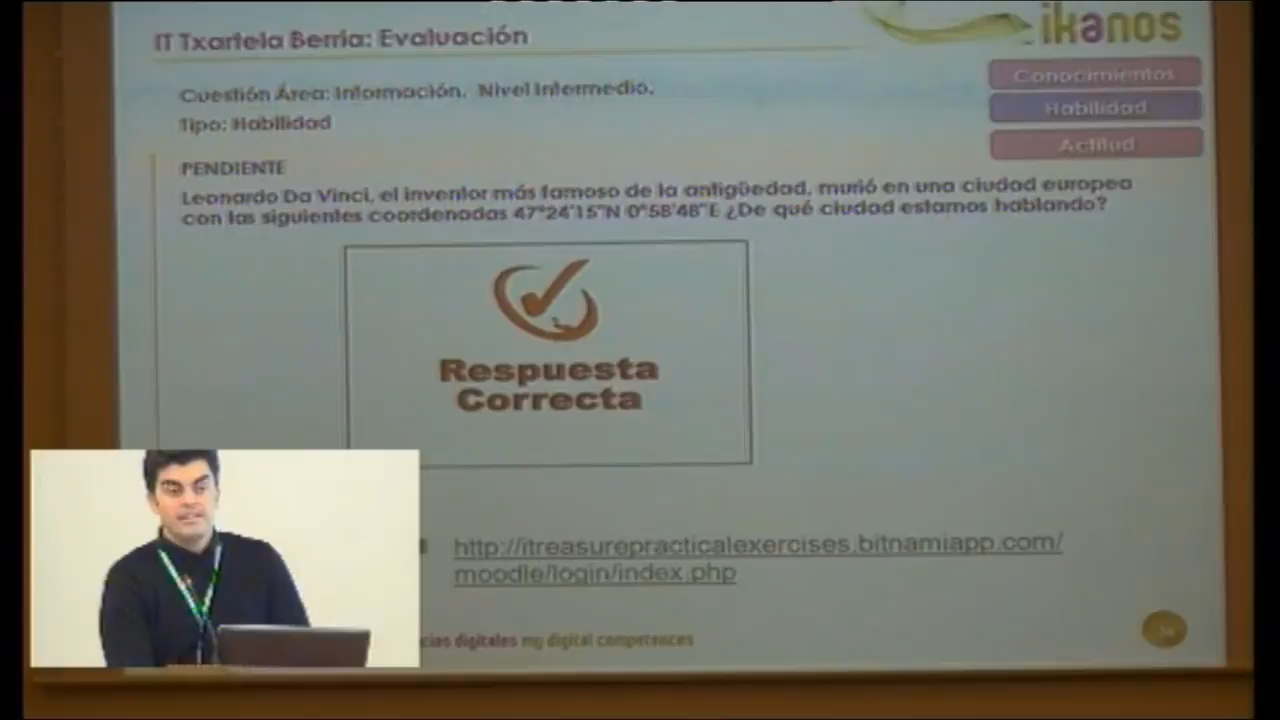 IT Txartela Berria: Evaluación
ikanos
Conocimientos
Habilidad
Actitud
Cuestión Área: Información. Nivel Intermedio.
Tipo: Habilidad
PENDIENTE
Leonardo Da Vinci, el inventor más famoso de la antigüedad, murió en una ciudad europea
con las siguientes coordenadas 47°24'15"N 0°58'48"E ¿De qué ciudad estamos hablando?
Respuesta
Correcta
http://itreasurepracticalexercises.bitnamiapp.com/
moodle/login/index.php
cias digitales my digital competences